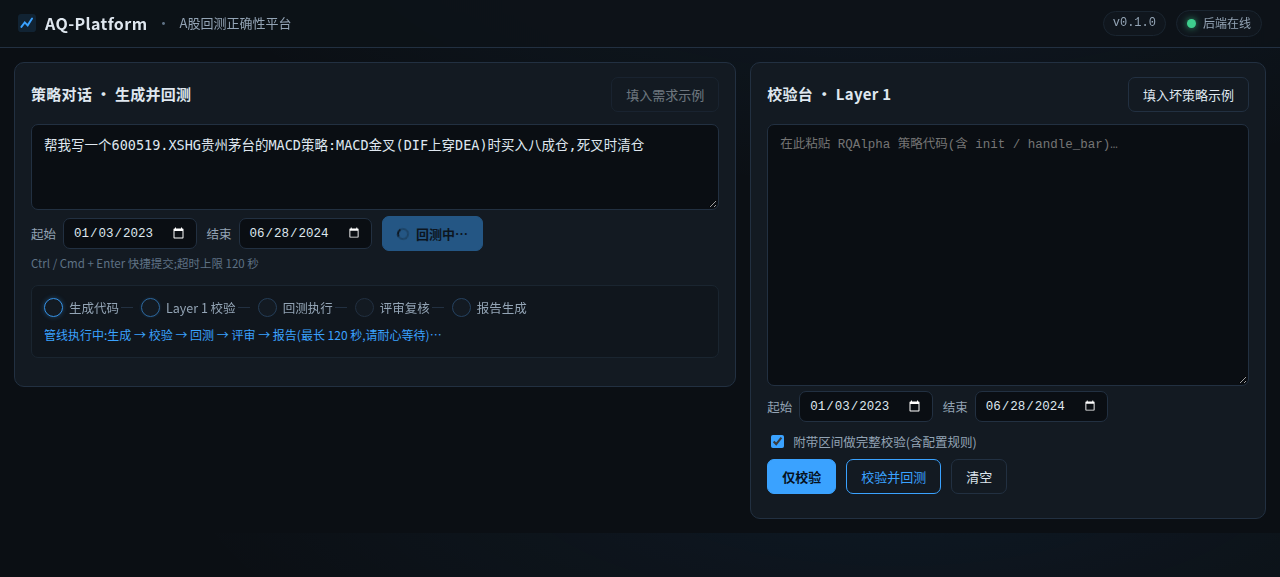 AQ-Platform · A股回测正确性平台
v0.1.0 后端在线
策略对话 · 生成并回测
填入需求示例
帮我写一个600519.XSHG贵州茅台的MACD策略:MACD金叉(DIF上穿DEA)时买入八成仓,死叉时清仓
起始 01/03/2023 结束 06/28/2024 回测中…
Ctrl / Cmd + Enter 快捷提交;超时上限 120 秒
生成代码 Layer 1 校验 回测执行 评审复核 报告生成
管线执行中:生成 → 校验 → 回测 → 评审 → 报告(最长 120 秒,请耐心等待)…
校验台 · Layer 1
填入坏策略示例
在此粘贴 RQAlpha 策略代码(含 init / handle_bar)…
起始 01/03/2023 结束 06/28/2024
附带区间做完整校验(含配置规则)
仅校验 校验并回测 清空